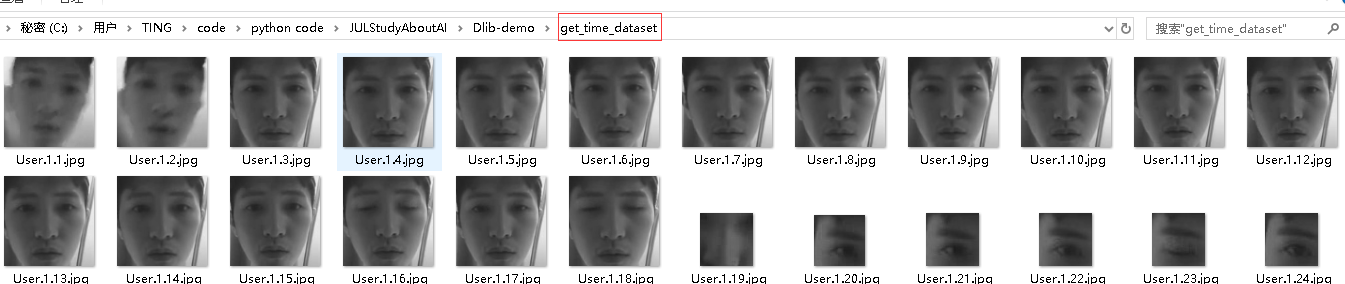 秘密 (C:) › 用户 › TING › code › python code › JULStudyAboutAI › Dlib-demo › get_time_dataset 搜索"get_time_dataset"
User.1.1.jpg User.1.2.jpg User.1.3.jpg User.1.4.jpg User.1.5.jpg User.1.6.jpg User.1.7.jpg User.1.8.jpg User.1.9.jpg User.1.10.jpg User.1.11.jpg User.1.12.jpg
User.1.13.jpg User.1.14.jpg User.1.15.jpg User.1.16.jpg User.1.17.jpg User.1.18.jpg User.1.19.jpg User.1.20.jpg User.1.21.jpg User.1.22.jpg User.1.23.jpg User.1.24.jpg